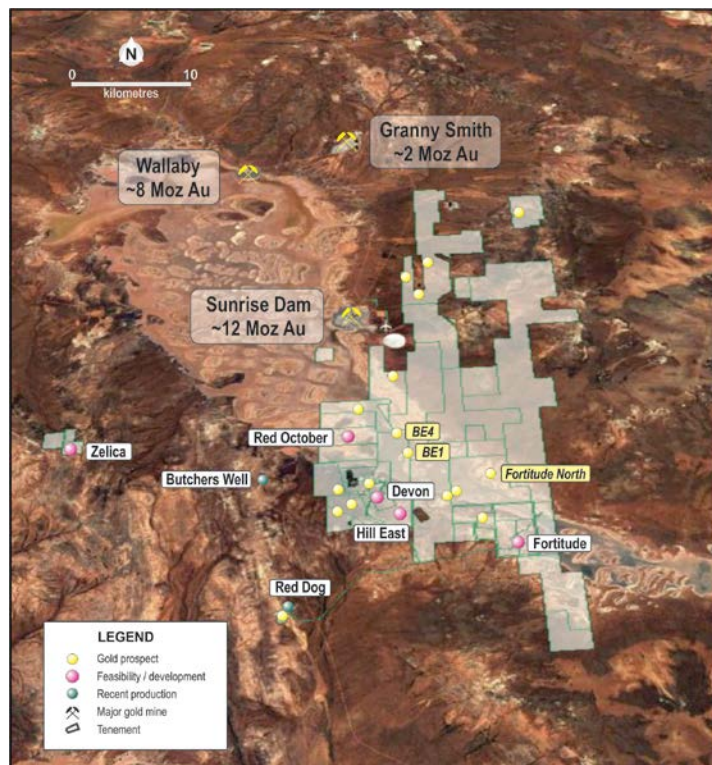 N
0 10
kilometres
Granny Smith
~2 Moz Au
Wallaby
~8 Moz Au
Sunrise Dam
~12 Moz Au
Red October
BE4
BE1
Zelica
Butchers Well
Fortitude North
Devon
Hill East
Fortitude
Red Dog
LEGEND
Gold prospect
Feasibility / development
Recent production
Major gold mine
Tenement